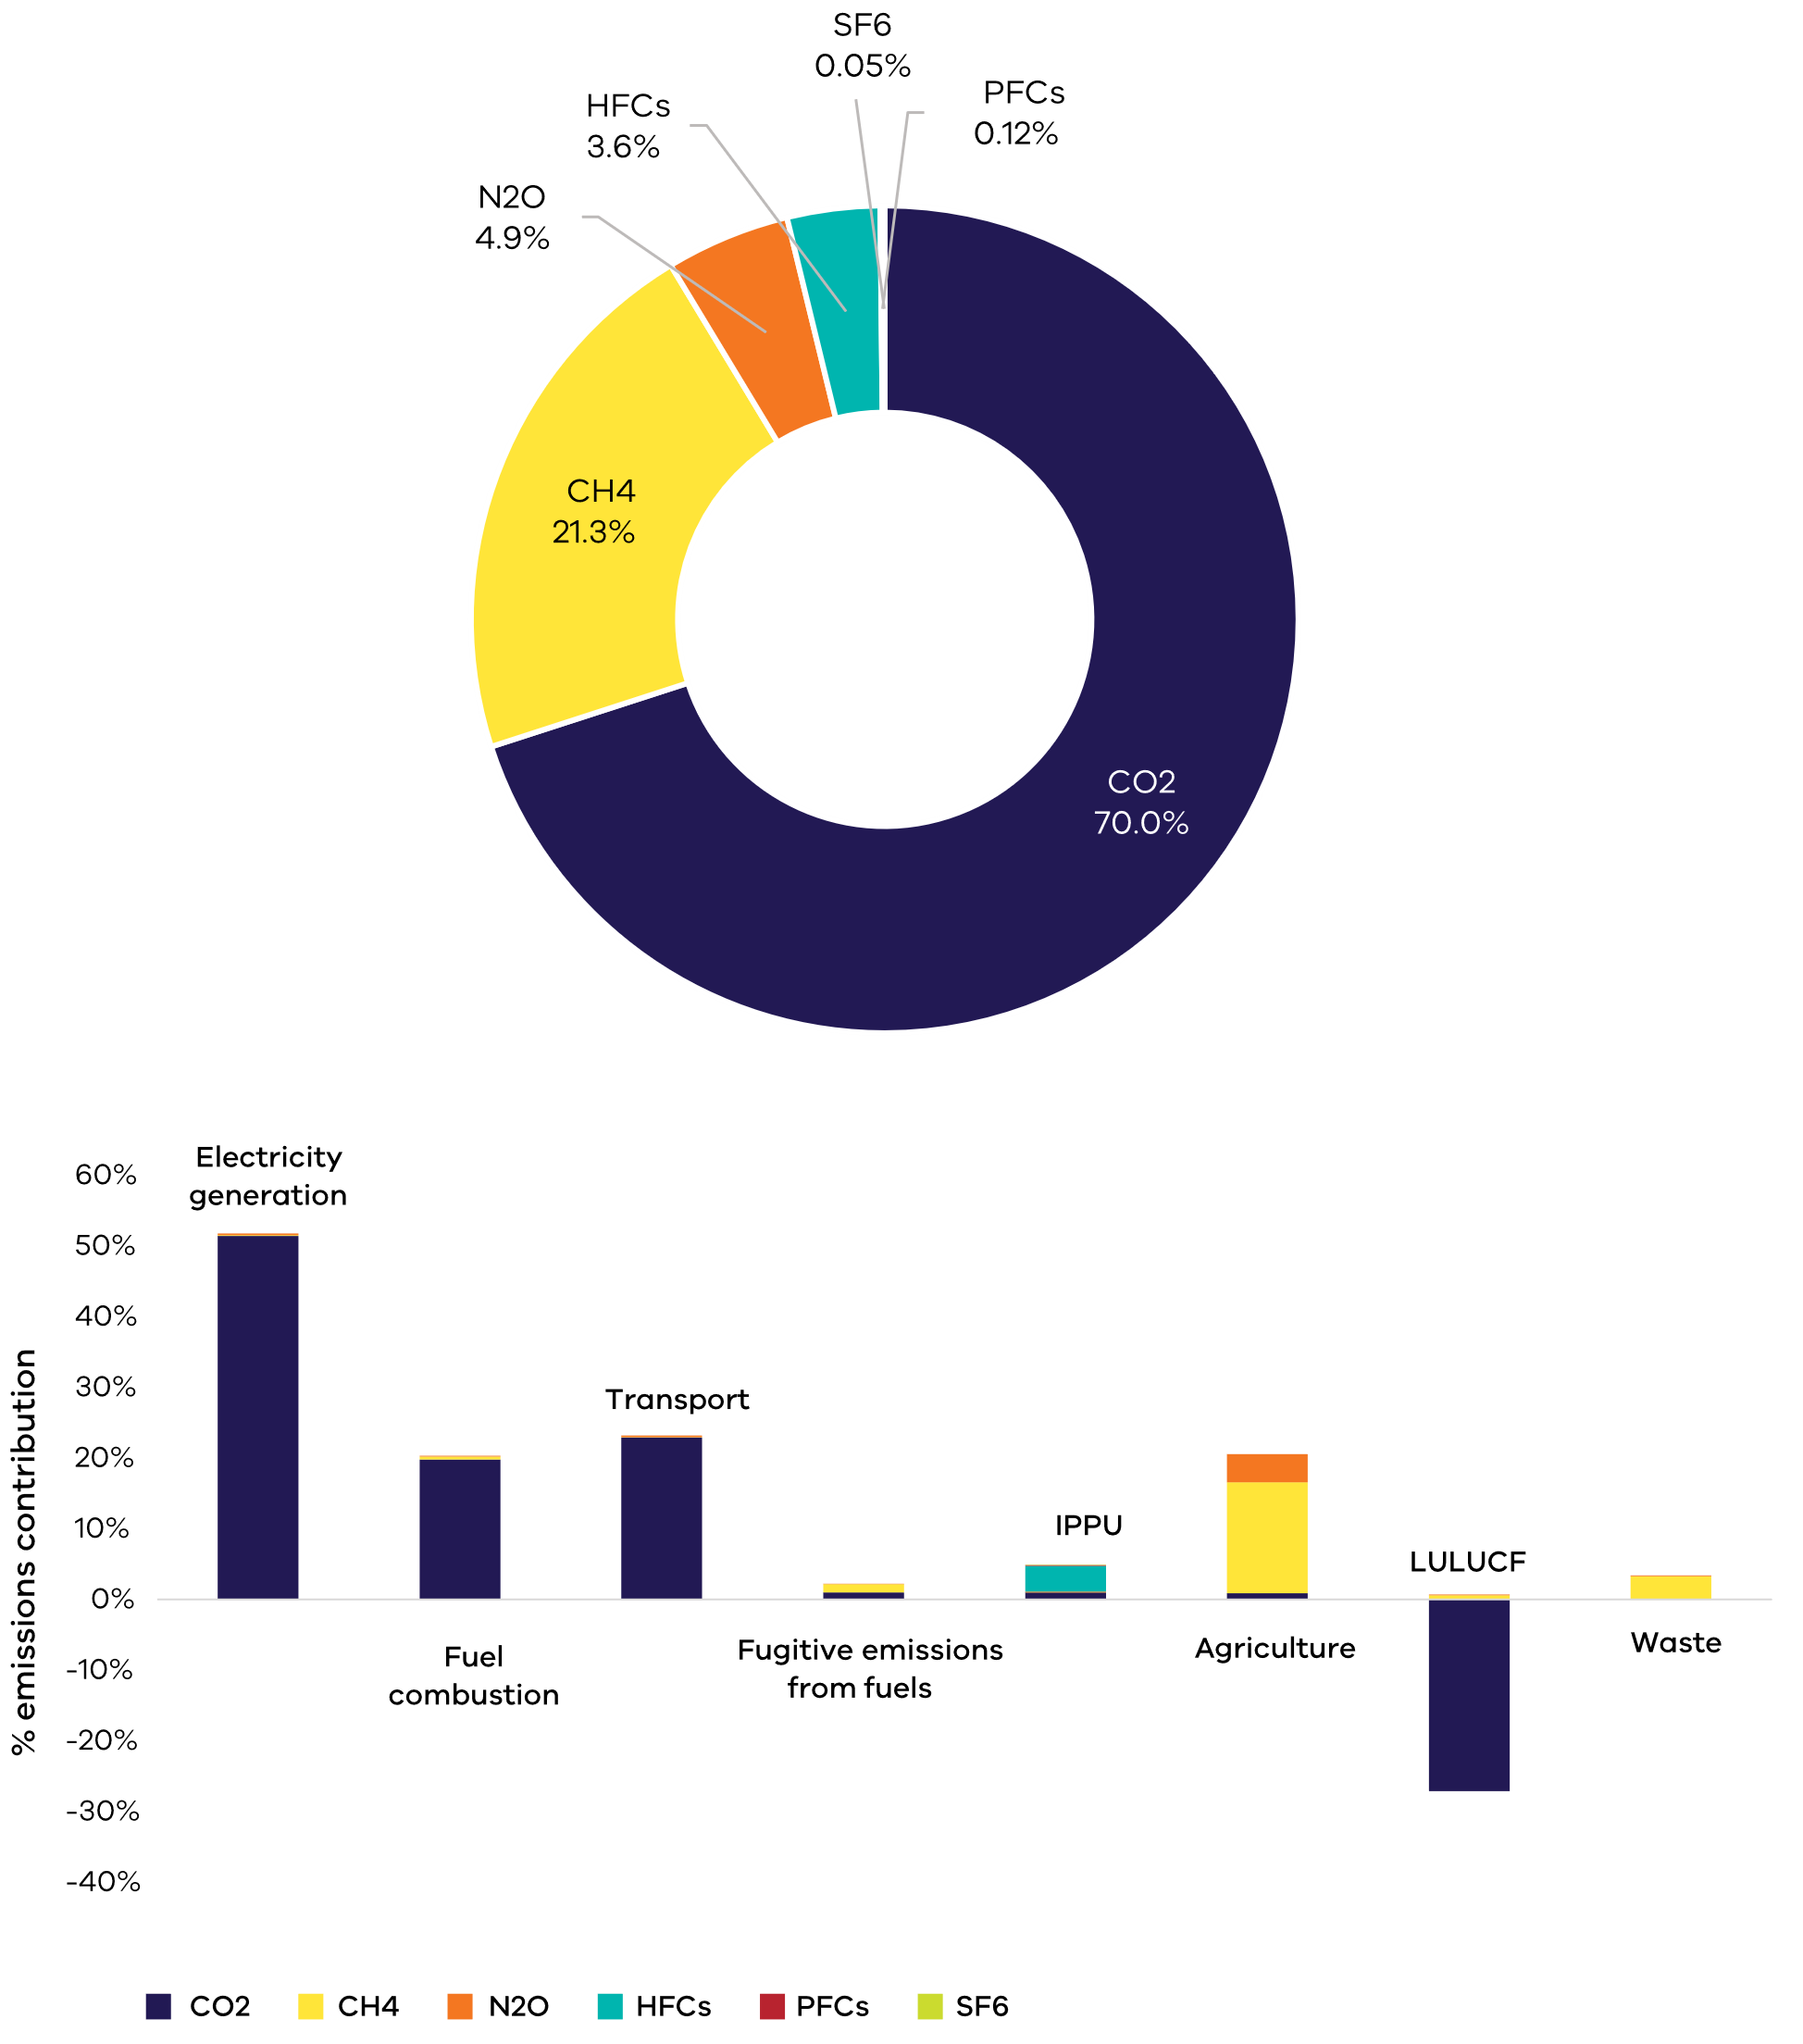 SF6
0.05%
PFCs
0.12%
HFCs
3.6%
N2O
4.9%
CH4
21.3%
CO2
70.0%
% emissions contribution
60%
50%
40%
30%
20%
10%
0%
-10%
-20%
-30%
-40%
Electricity
generation
Fuel
combustion
Transport
Fugitive emissions
from fuels
IPPU
Agriculture
LULUCF
Waste
CO2
CH4
N2O
HFCs
PFCs
SF6